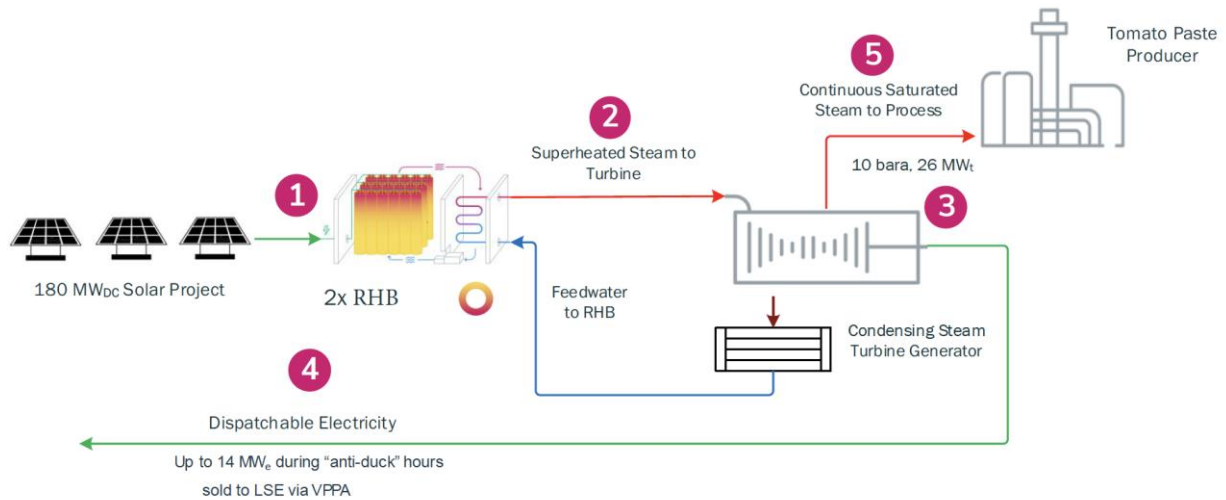 1
2
3
4
5
180 MWDC Solar Project
2x RHB
Superheated Steam to
Turbine
Feedwater
to RHB
Continuous Saturated
Steam to Process
10 bara, 26 MWt
Tomato Paste
Producer
Condensing Steam
Turbine Generator
Dispatchable Electricity
Up to 14 MWe during “anti-duck” hours
sold to LSE via VPPA